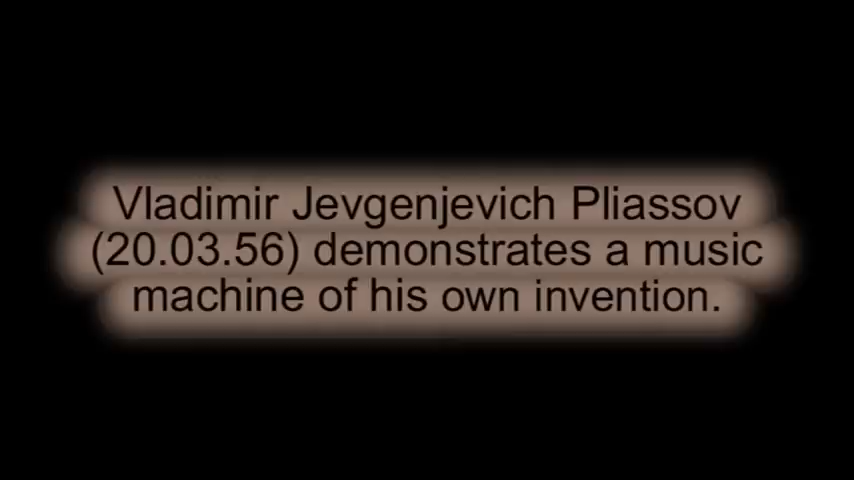 Vladimir Jevgenjevich Pliassov
(20.03.56) demonstrates a music
machine of his own invention.